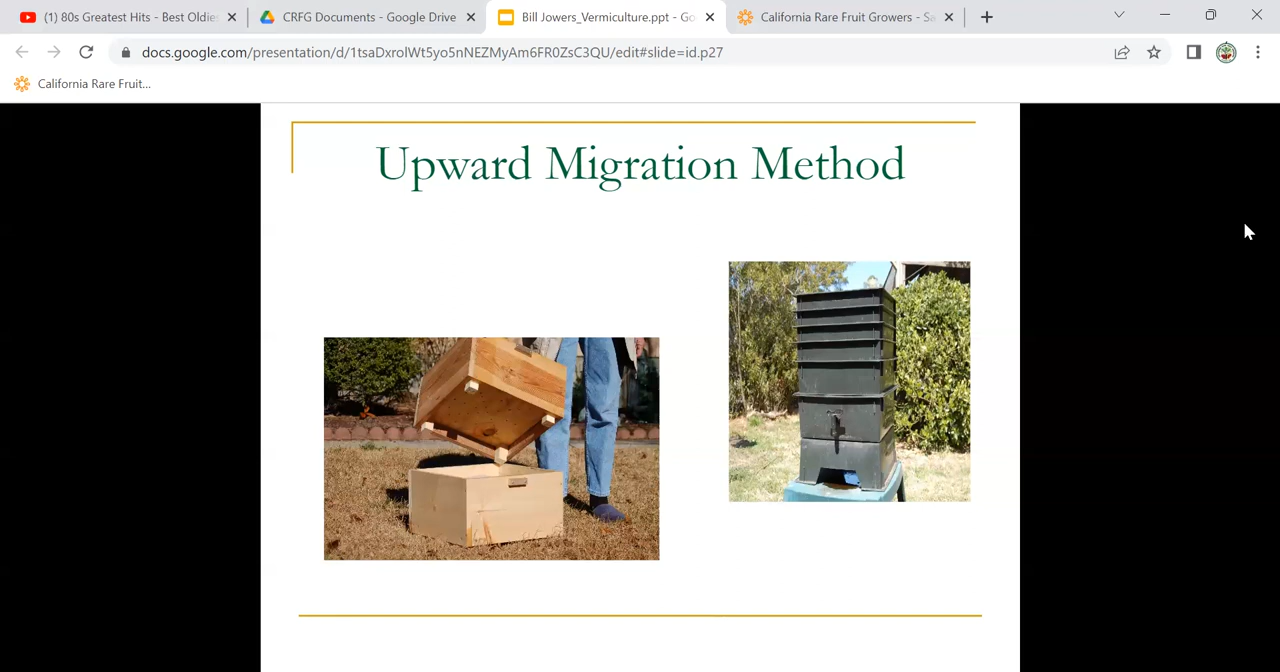 (1) 80s Greatest Hits - Best Oldie
CRFG Documents - Google Drive
Bill Jowers_Vermiculture.ppt - Go
California Rare Fruit Growers - Sa
docs.google.com/presentation/d/1tsaDxrolWt5yo5nNEZMyAm6FR0ZsC3QU/edit#slide=id.p27
California Rare Fruit...
Upward Migration Method